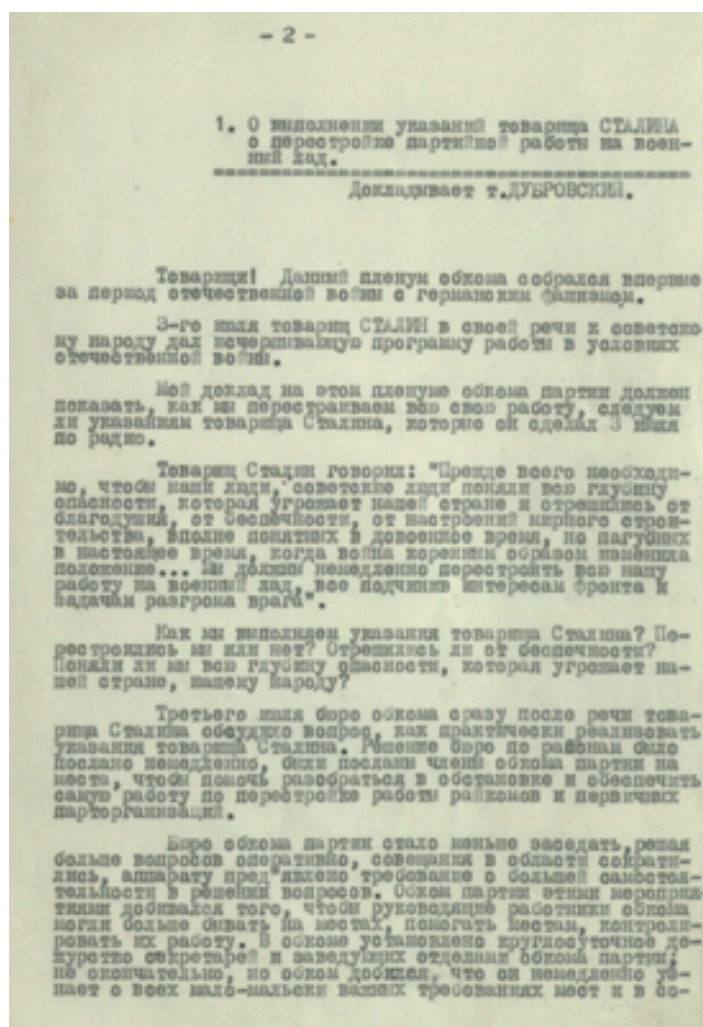 - 2 -
1. О выполнении указаний товарища СТАЛИНА
о перестройке партийной работы на воен-
ный лад.
Докладывает т.ДУБРОВСКИЙ.
Товарищи! Данный пленум обкома собрался впервые
за период отечественной войны с германским фашизмом.
3-го июля товарищ СТАЛИН в своей речи к советско-
му народу дал исчерпывающую программу работы в условиях
отечественной войны.
Мой доклад на этом пленуме обкома партии должен
показать, как мы перестраиваем всю свою работу, следуем
ли указаниям товарища Сталина, которые он сделал 3 июля
по радио.
Товарищ Сталин говорил: "Прежде всего необходи-
мо, чтобы наши люди, советские люди поняли всю глубину
опасности, которая угрожает нашей стране и отрешились от
благодушия, от беспечности, от настроений мирного строи-
тельства, вполне понятных в довоенное время, но пагубных
в настоящее время, когда война коренным образом изменила
положение... Мы должны немедленно перестроить всю нашу
работу на военный лад, все подчинив интересам фронта и
задачам разгрома врага".
Как мы выполняем указания товарища Сталина? Пе-
рестроились мы или нет? Отрешились ли от беспечности?
Поняли ли мы всю глубину опасности, которая угрожает на-
шей стране, нашему народу?
Третьего июля бюро обкома сразу после речи това-
рища Сталина обсудило вопрос, как практически реализовать
указания товарища Сталина. Решение бюро по районам было
послано немедленно, были посланы члены обкома партии на
места, чтобы помочь разобраться в обстановке и обеспечить
самую работу по перестройке работы райкомов и первичных
парторганизаций.
Бюро обкома партии стало меньше заседать, решая
больше вопросов оперативно, совещания в области сократи-
лись, аппарату пред"явлено требование о большей самостоя-
тельности в решении вопросов. Обком партии этими мероприя-
тиями добивался того, чтобы руководящие работники обкома
могли больше бывать на местах, помогать местам, контроли-
ровать их работу. В обкоме установлено круглосуточное де-
журство секретарей и заведующих отделами обкома партии,
не окончательно, но обком добился, что он немедленно уз-
нает о всех мало-мальски важных требованиях мест и в со-